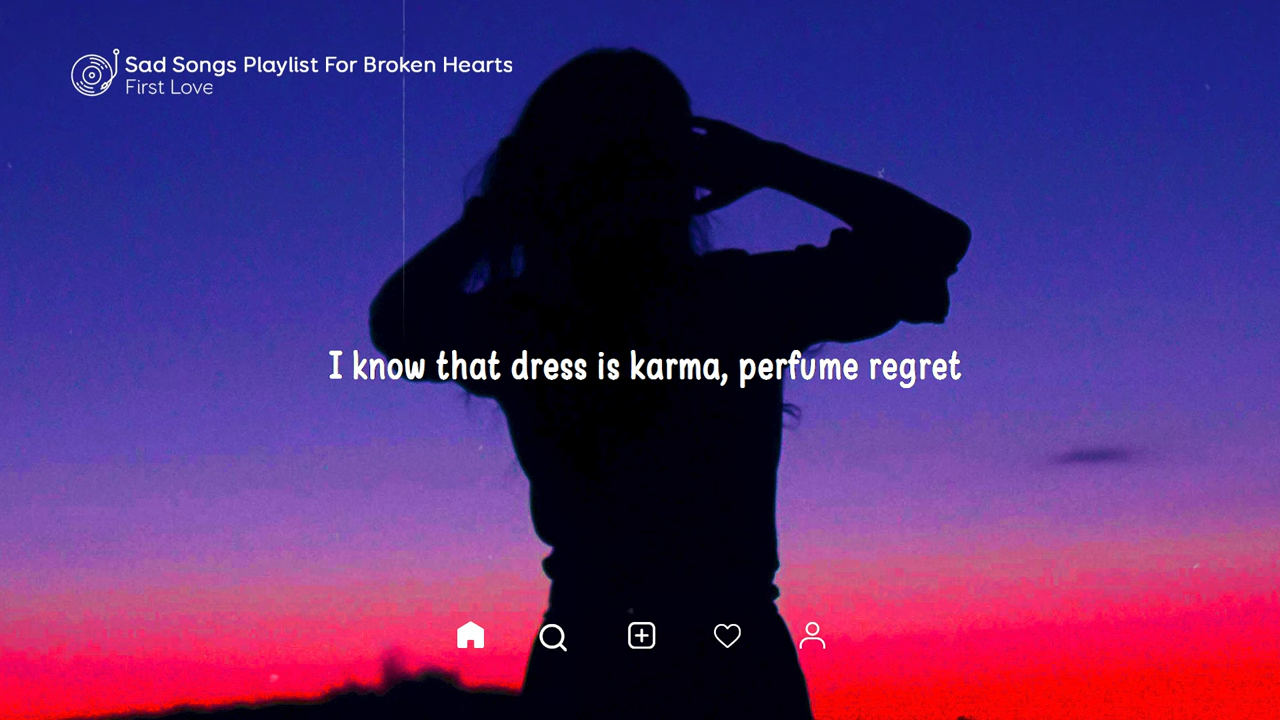 Sad Songs Playlist For Broken Hearts
First Love
I know that dress is karma, perfume regret